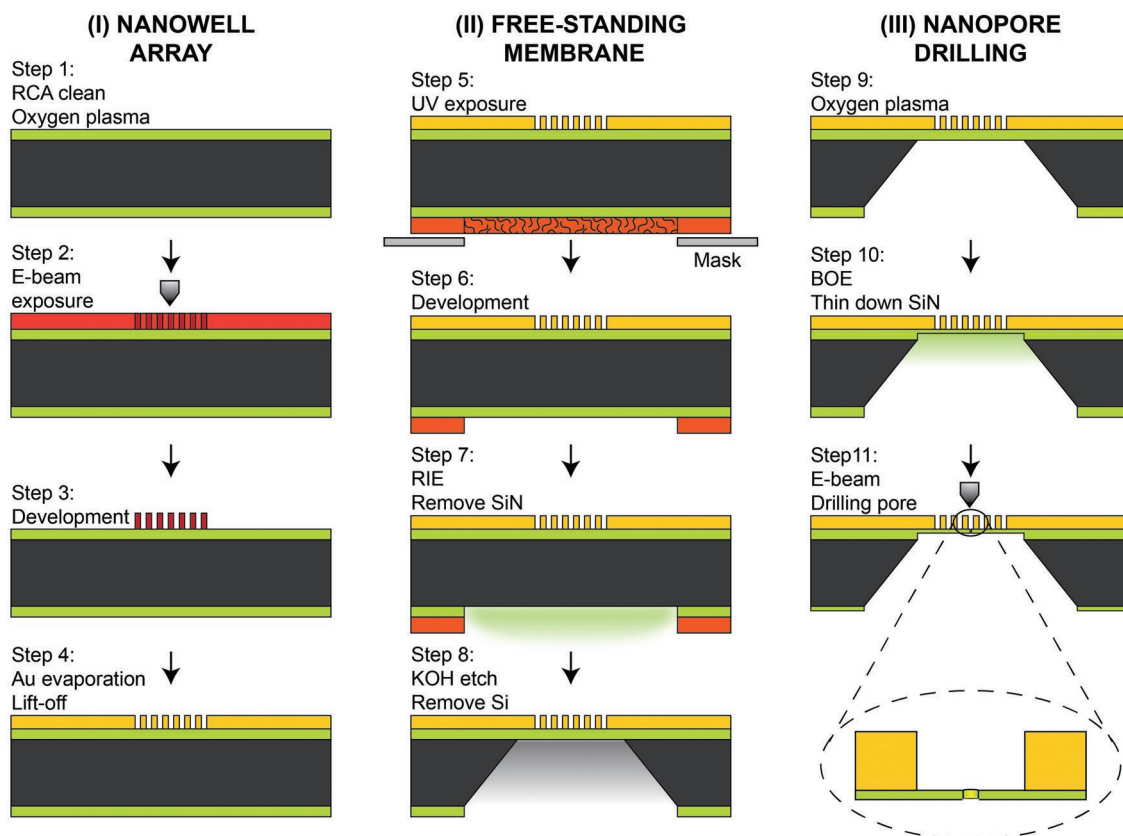 (I) NANOWELL
ARRAY
Step 1:
RCA clean
Oxygen plasma
Step 2:
E-beam
exposure
Step 3:
Development
Step 4:
Au evaporation
Lift-off
(II) FREE-STANDING
MEMBRANE
Step 5:
UV exposure
Mask
Step 6:
Development
Step 7:
RIE
Remove SiN
Step 8:
KOH etch
Remove Si
(III) NANOPORE
DRILLING
Step 9:
Oxygen plasma
Step 10:
BOE
Thin down SiN
Step11:
E-beam
Drilling pore